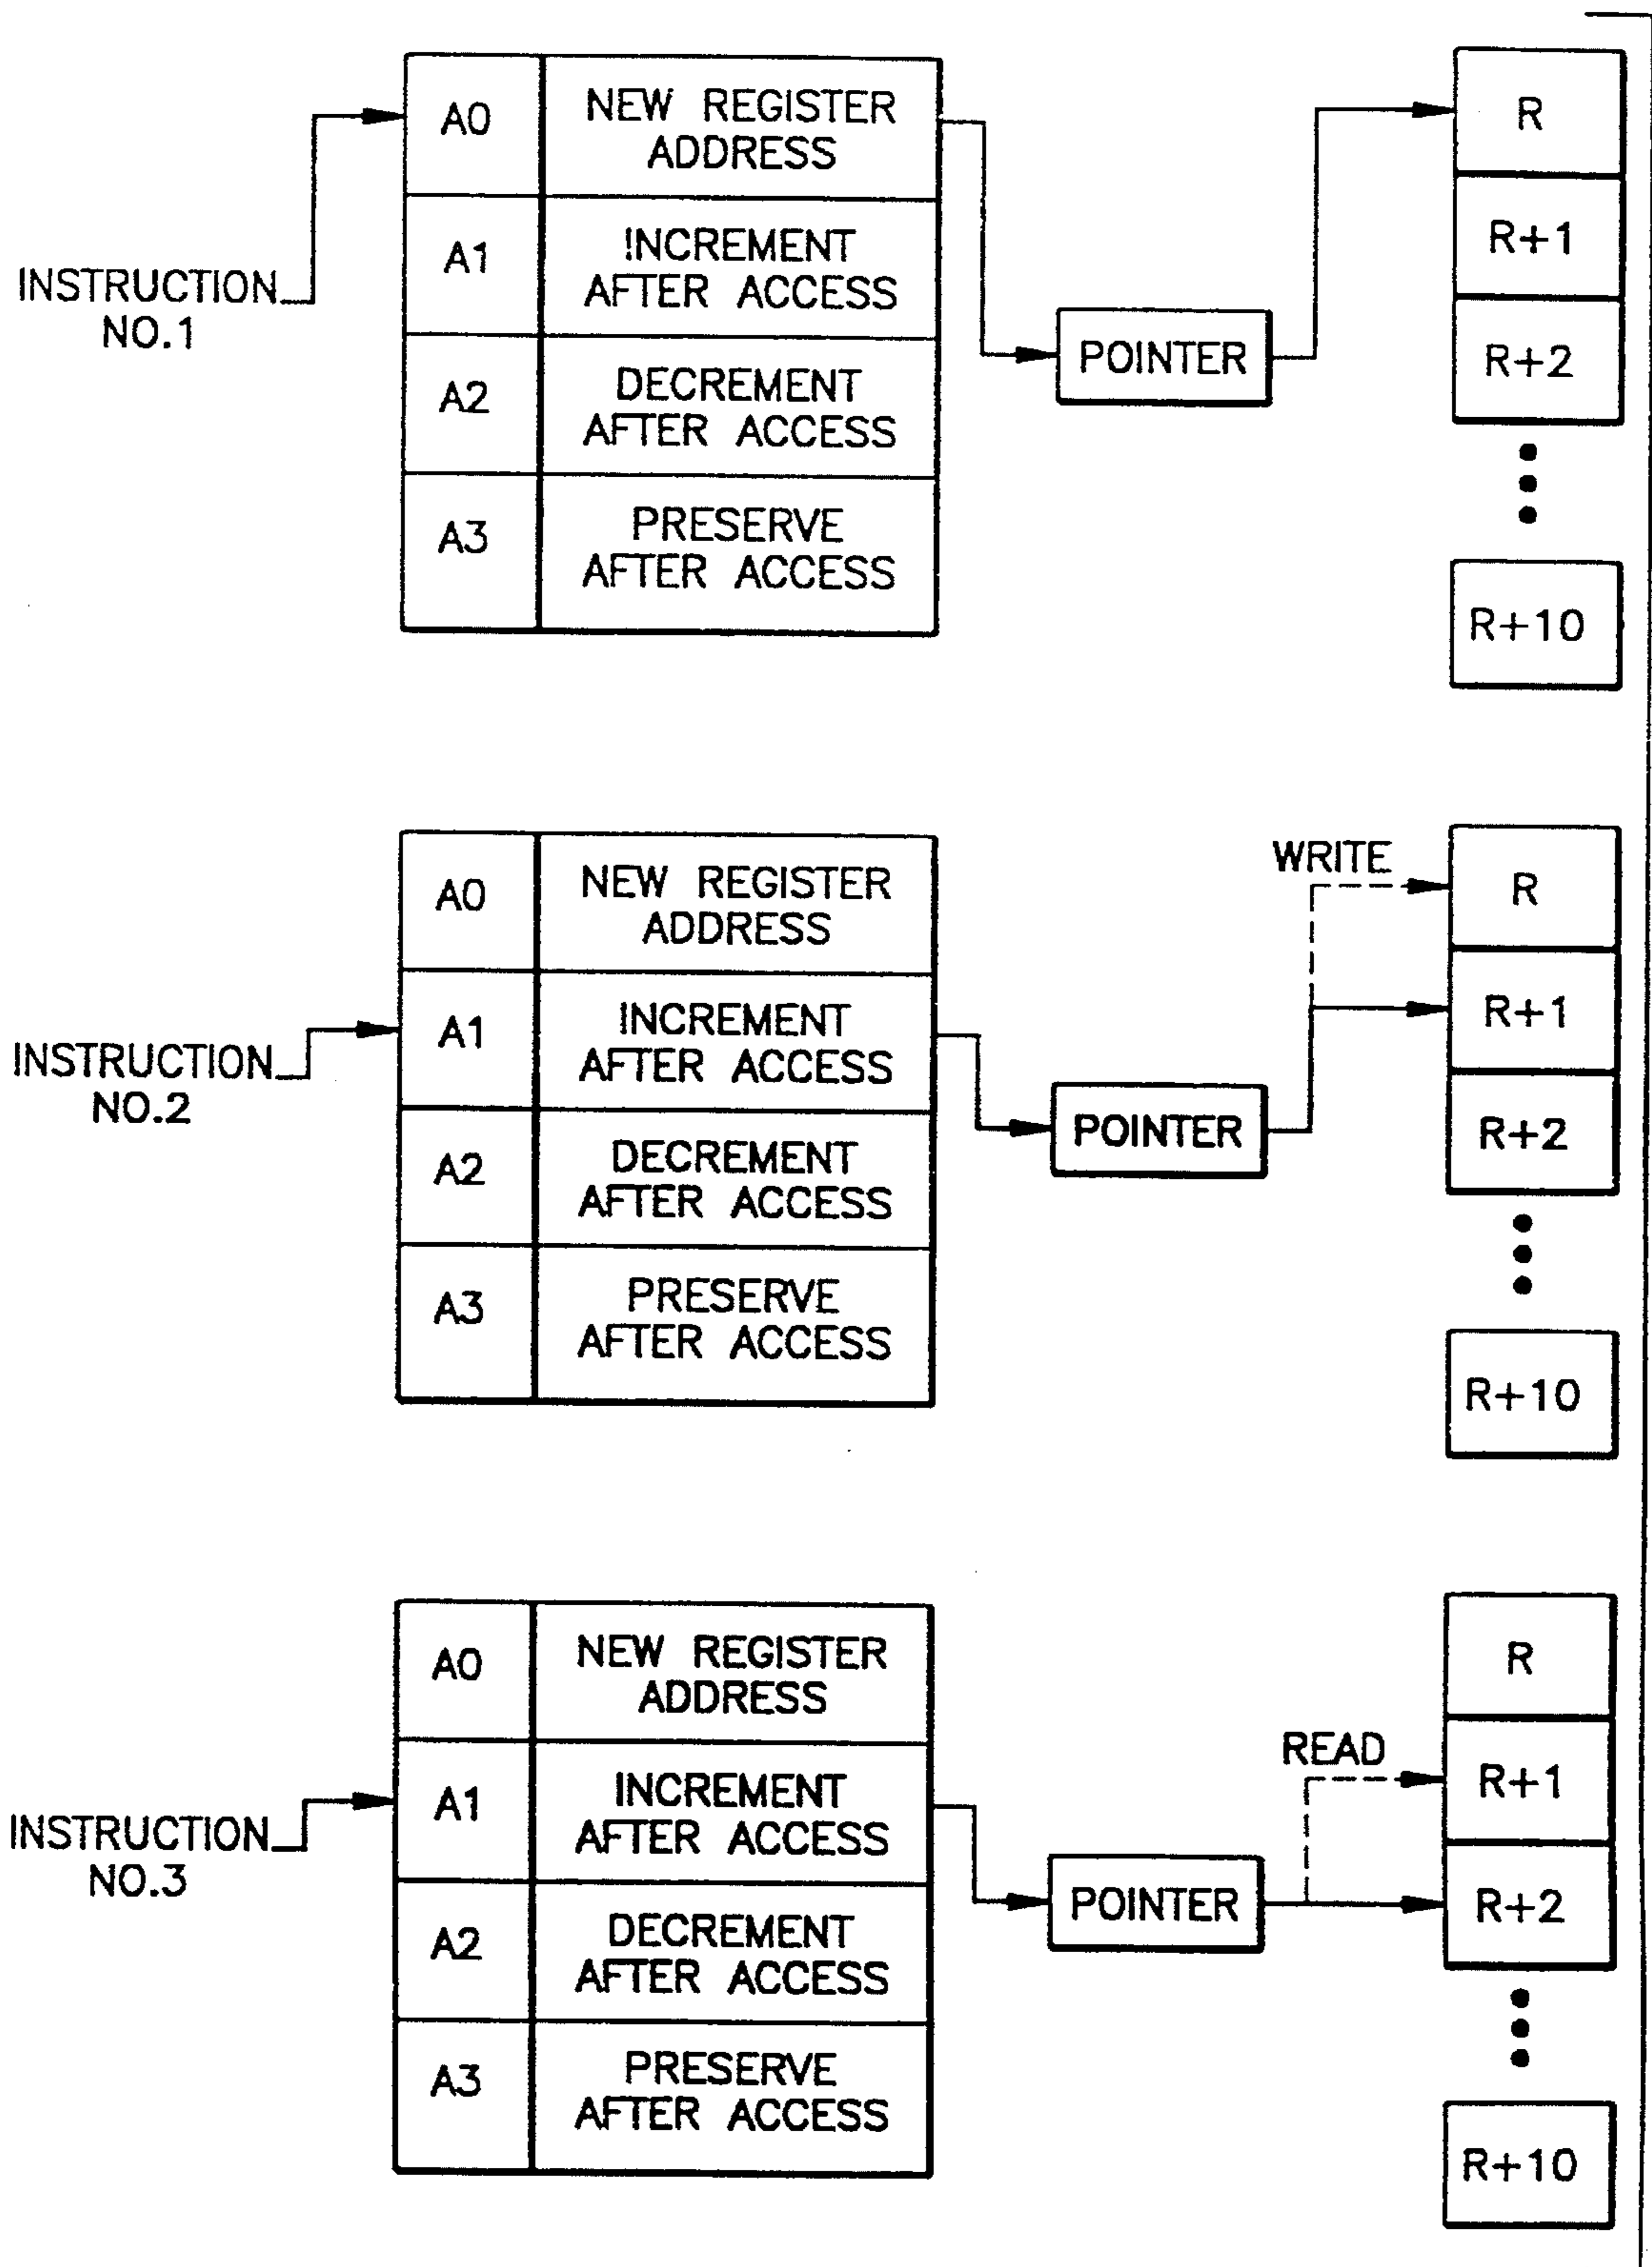 A0
NEW REGISTER
ADDRESS
A1
INCREMENT
AFTER ACCESS
A2
DECREMENT
AFTER ACCESS
A3
PRESERVE
AFTER ACCESS
INSTRUCTION
NO.1
POINTER
R
R+1
R+2
R+10
A0
NEW REGISTER
ADDRESS
A1
INCREMENT
AFTER ACCESS
A2
DECREMENT
AFTER ACCESS
A3
PRESERVE
AFTER ACCESS
INSTRUCTION
NO.2
POINTER
WRITE
R
R+1
R+2
R+10
A0
NEW REGISTER
ADDRESS
A1
INCREMENT
AFTER ACCESS
A2
DECREMENT
AFTER ACCESS
A3
PRESERVE
AFTER ACCESS
INSTRUCTION
NO.3
POINTER
READ
R
R+1
R+2
R+10